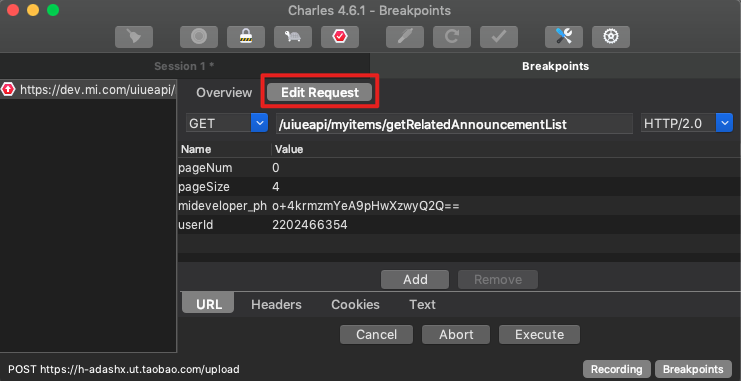 Charles 4.6.1 - Breakpoints
Session 1 *
Breakpoints
https://dev.mi.com/uiueapi/
Overview
Edit Request
GET
/uiueapi/myitems/getRelatedAnnouncementList
HTTP/2.0
Name Value
pageNum 0
pageSize 4
mideveloper_ph o+4krmzmYeA9pHwXzwyQ2Q==
userId 2202466354
Add Remove
URL Headers Cookies Text
Cancel Abort Execute
POST https://h-adashx.ut.taobao.com/upload
Recording Breakpoints